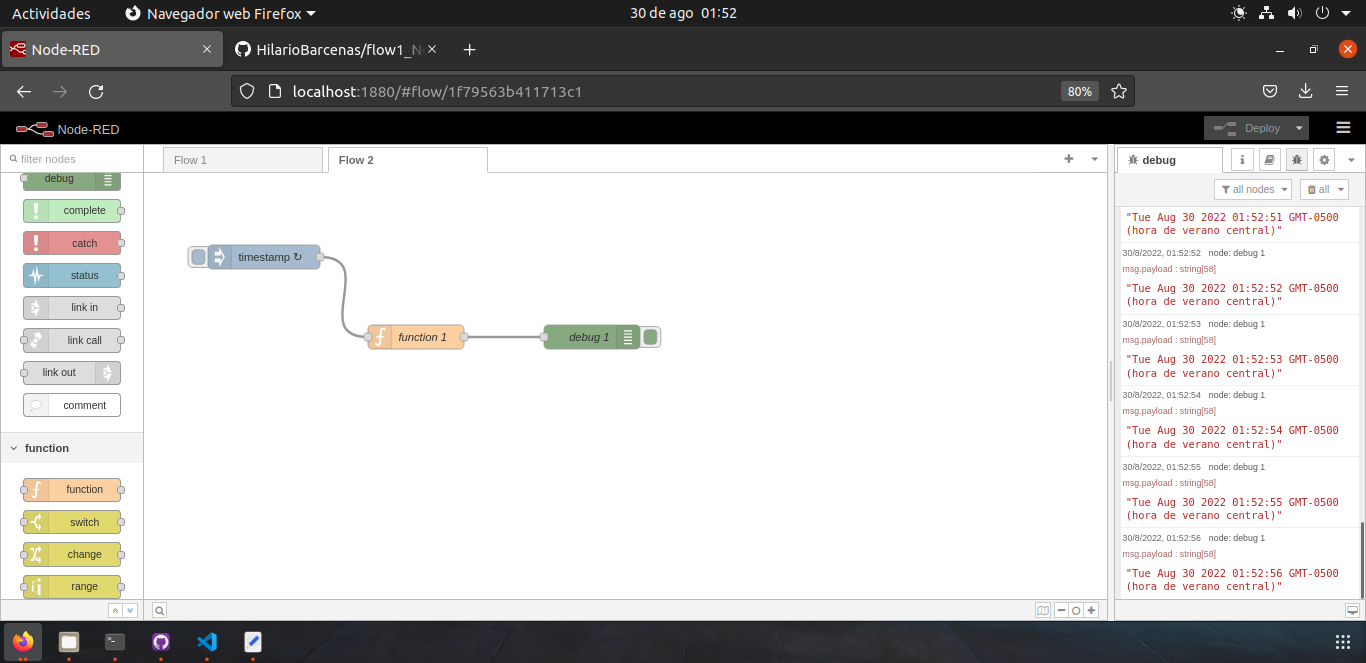 Actividades
Navegador web Firefox
30 de ago 01:52
Node-RED
HilarioBarcenas/flow1_N
localhost:1880/#flow/1f79563b411713c1
80%
Node-RED
Deploy
filter nodes
Flow 1
Flow 2
debug
i
all nodes
all
debug
complete
catch
status
link in
link call
link out
comment
function
function
switch
change
range
timestamp ↻
function 1
debug 1
"Tue Aug 30 2022 01:52:51 GMT-0500
(hora de verano central)"
30/8/2022, 01:52:52 node: debug 1
msg.payload : string[58]
"Tue Aug 30 2022 01:52:52 GMT-0500
(hora de verano central)"
30/8/2022, 01:52:53 node: debug 1
msg.payload : string[58]
"Tue Aug 30 2022 01:52:53 GMT-0500
(hora de verano central)"
30/8/2022, 01:52:54 node: debug 1
msg.payload : string[58]
"Tue Aug 30 2022 01:52:54 GMT-0500
(hora de verano central)"
30/8/2022, 01:52:55 node: debug 1
msg.payload : string[58]
"Tue Aug 30 2022 01:52:55 GMT-0500
(hora de verano central)"
30/8/2022, 01:52:56 node: debug 1
msg.payload : string[58]
"Tue Aug 30 2022 01:52:56 GMT-0500
(hora de verano central)"